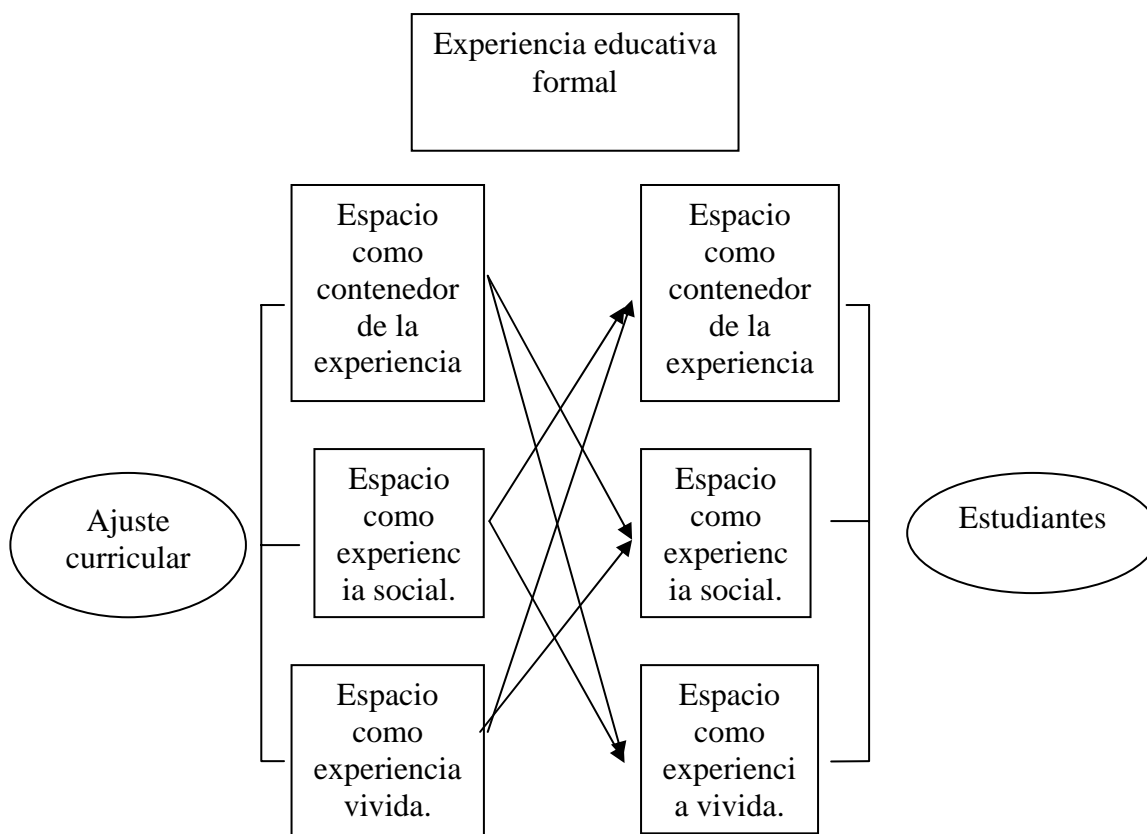 Experiencia educativa
formal
Espacio
como
contenedor
de la
experiencia
Espacio
como
contenedor
de la
experiencia
Ajuste
curricular
Espacio
como
experienc
ia social.
Espacio
como
experienc
ia social.
Estudiantes
Espacio
como
experiencia
vivida.
Espacio
como
experienci
a vivida.